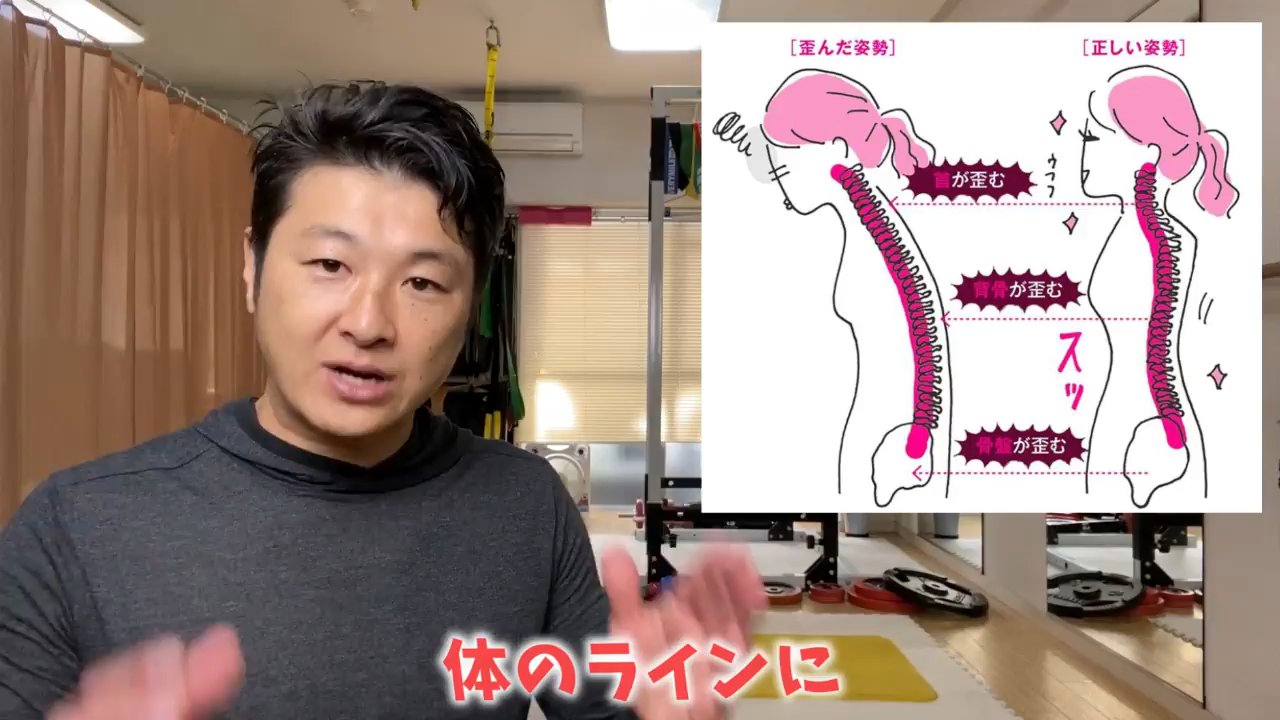 [歪んだ姿勢]
[正しい姿勢]
首が歪む
ウフフ
背骨が歪む
スッ
骨盤が歪む
体のラインに